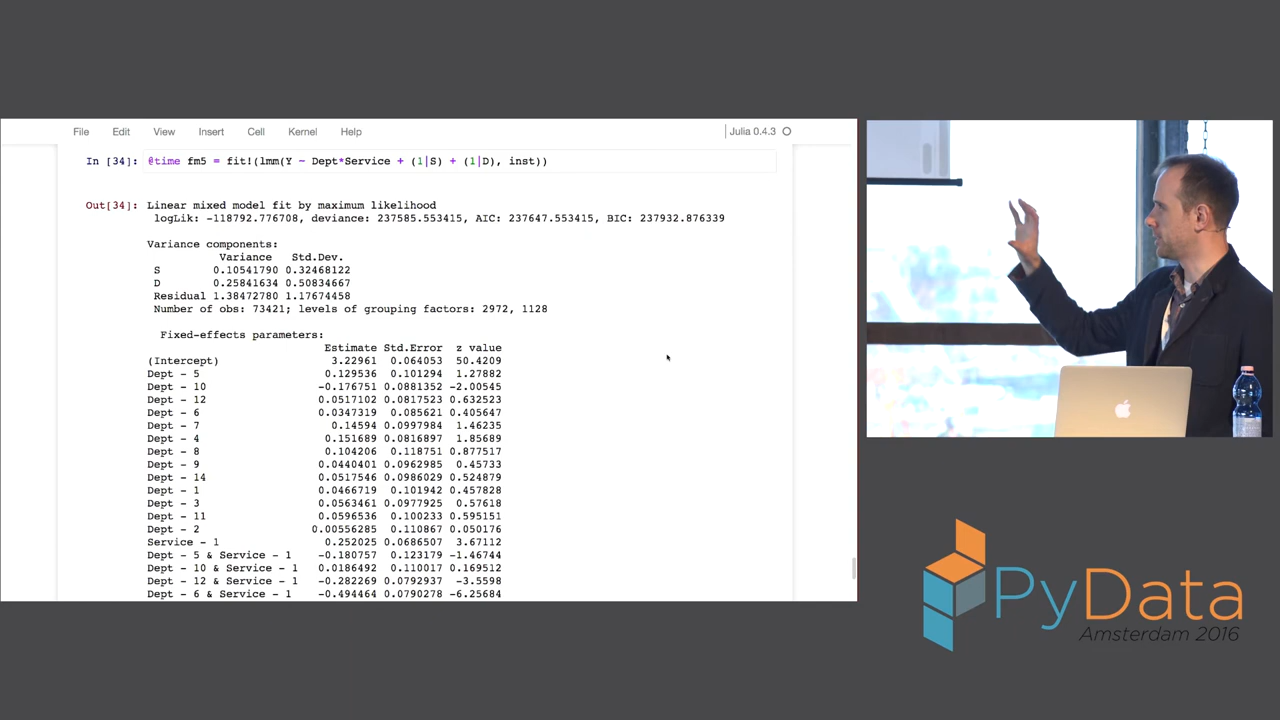 File Edit View Insert Cell Kernel Help Julia 0.4.3
In [34]: @time fm5 = fit!(lmm(Y ~ Dept*Service + (1|S) + (1|D), inst))
Out[34]: Linear mixed model fit by maximum likelihood
logLik: -118792.776708, deviance: 237585.553415, AIC: 237647.553415, BIC: 237932.876339
Variance components:
Variance Std.Dev.
S 0.10541790 0.32468122
D 0.25841634 0.50834667
Residual 1.38472780 1.17674458
Number of obs: 73421; levels of grouping factors: 2972, 1128
Fixed-effects parameters:
Estimate Std.Error z value
(Intercept) 3.22961 0.064053 50.4209
Dept - 5 0.129536 0.101294 1.27882
Dept - 10 -0.176751 0.0881352 -2.00545
Dept - 12 0.0517102 0.0817523 0.632523
Dept - 6 0.0347319 0.085621 0.405647
Dept - 7 0.14594 0.0997984 1.46235
Dept - 4 0.151689 0.0816897 1.85689
Dept - 8 0.104206 0.118751 0.877517
Dept - 9 0.0440401 0.0962985 0.45733
Dept - 14 0.0517546 0.0986029 0.524879
Dept - 1 0.0466719 0.101942 0.457828
Dept - 3 0.0563461 0.0977925 0.57618
Dept - 11 0.0596536 0.100233 0.595151
Dept - 2 0.00556285 0.110867 0.050176
Service - 1 0.252025 0.0686507 3.67112
Dept - 5 & Service - 1 -0.180757 0.123179 -1.46744
Dept - 10 & Service - 1 0.0186492 0.110017 0.169512
Dept - 12 & Service - 1 -0.282269 0.0792937 -3.5598
Dept - 6 & Service - 1 -0.494464 0.0790278 -6.25684
PyData
Amsterdam 2016